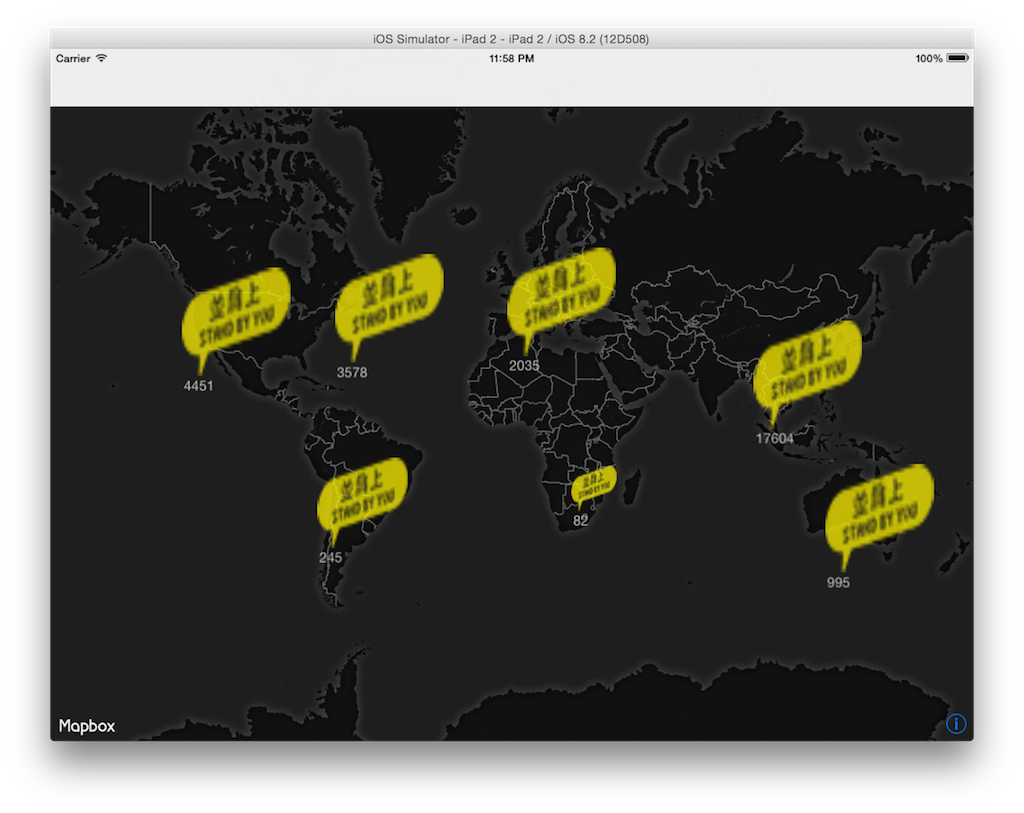 iOS Simulator - iPad 2 - iPad 2 / iOS 8.2 (12D508)
Carrier 11:58 PM 100%
並肩上
STAND BY YOU
4451
並肩上
STAND BY YOU
3578
並肩上
STAND BY YOU
2035
並肩上
STAND BY YOU
17604
並肩上
STAND BY YOU
245
並肩上
STAND BY YOU
82
並肩上
STAND BY YOU
995
Mapbox
i